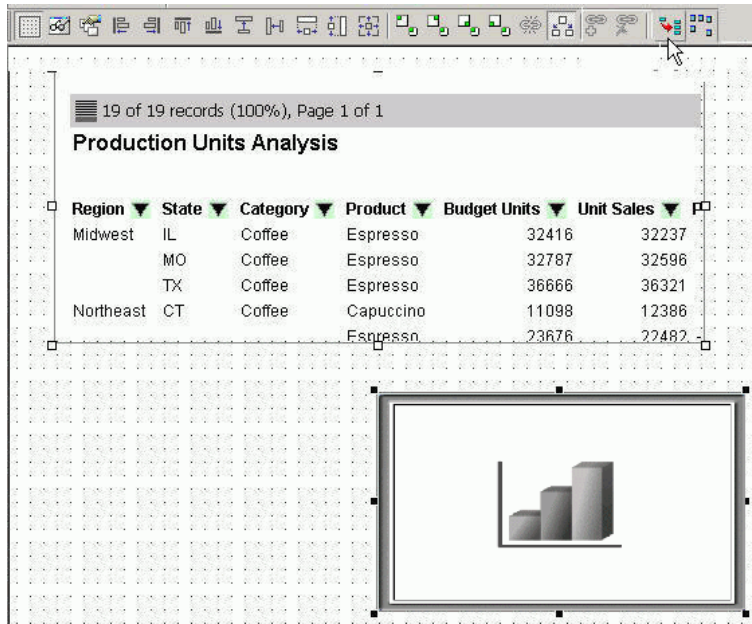 19 of 19 records (100%), Page 1 of 1
Production Units Analysis
Region State Category Product Budget Units Unit Sales
Midwest IL Coffee Espresso 32416 32237
MO Coffee Espresso 32787 32596
TX Coffee Espresso 36666 36321
Northeast CT Coffee Capuccino 11098 12386
Espresso 23676 22482